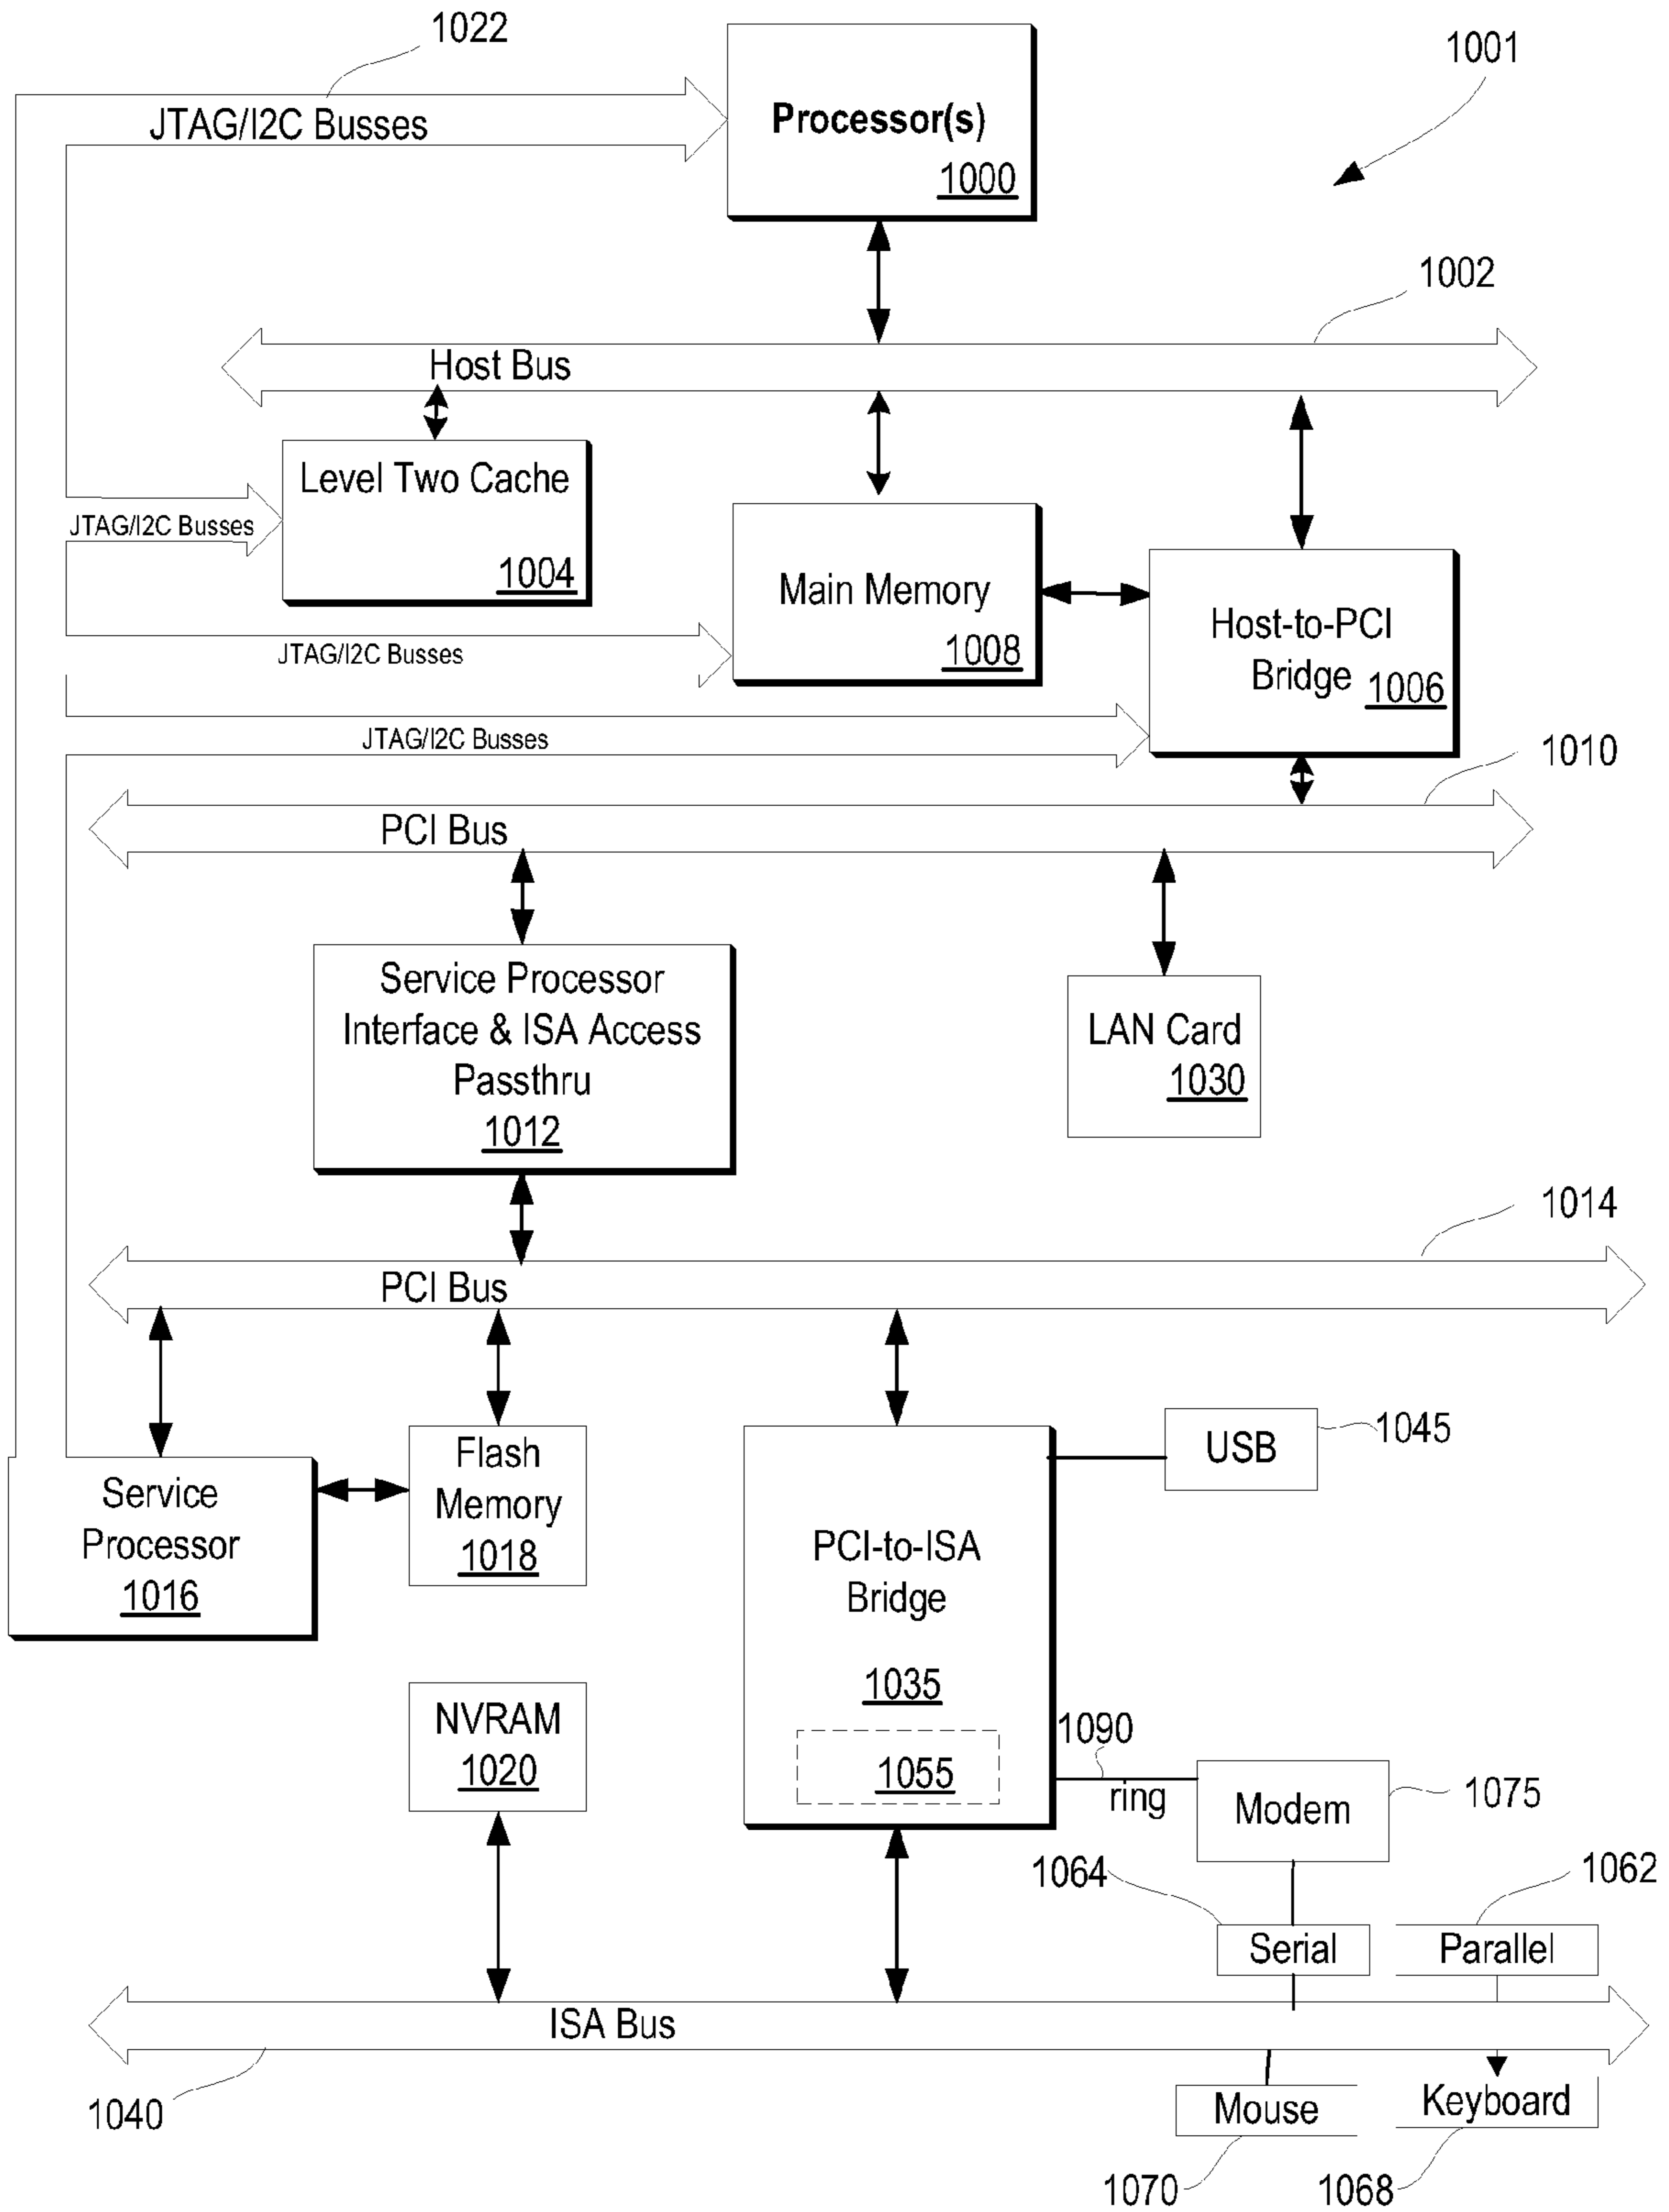 1022
1001
JTAG/I2C Busses
Processor(s)
1000
1002
Host Bus
Level Two Cache
1004
JTAG/I2C Busses
Main Memory
1008
Host-to-PCI
Bridge 1006
JTAG/I2C Busses
JTAG/I2C Busses
1010
PCI Bus
Service Processor
Interface & ISA Access
Passthru
1012
LAN Card
1030
1014
PCI Bus
Service
Processor
1016
Flash
Memory
1018
PCI-to-ISA
Bridge
1035
1055
USB
1045
NVRAM
1020
1090
ring
Modem
1075
1064
1062
Serial
Parallel
ISA Bus
1040
Mouse
Keyboard
1070
1068